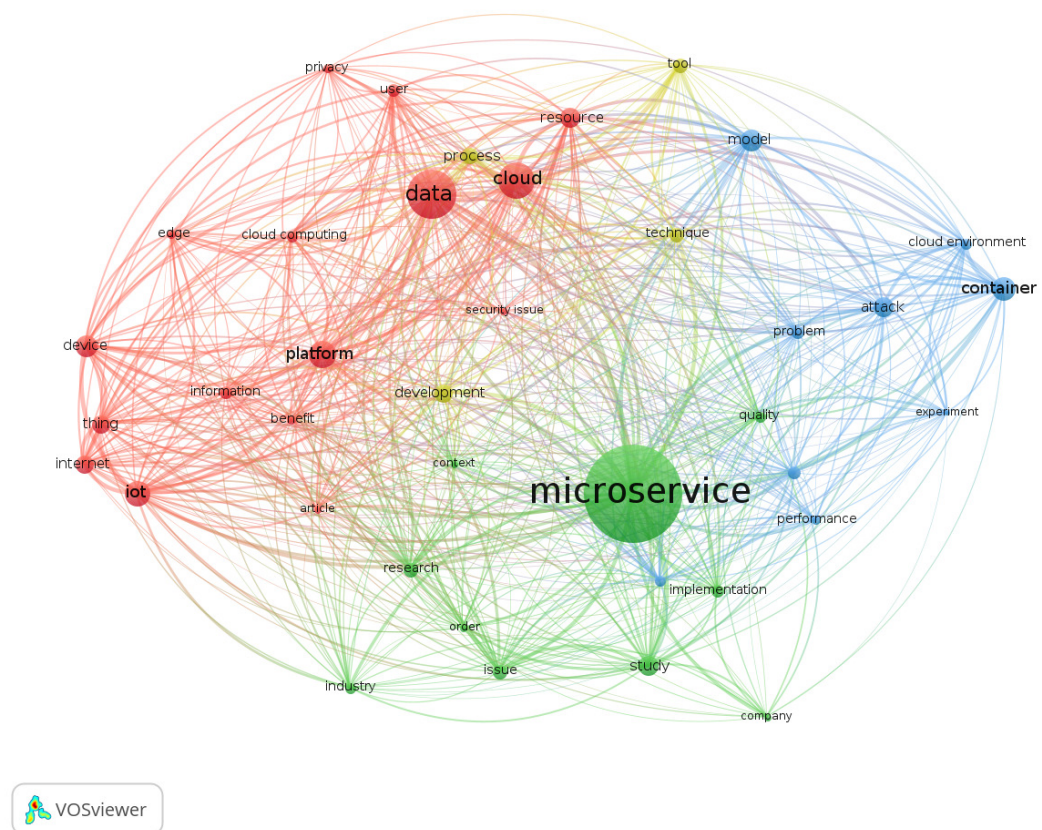 privacy
tool
user
resource
model
process
cloud
data
edge
cloud computing
technique
cloud environment
container
security issue
attack
problem
device
platform
information
development
benefit
quality
experiment
thing
internet
context
iot
microservice
article
performance
research
implementation
order
issue
study
industry
company
VOSviewer